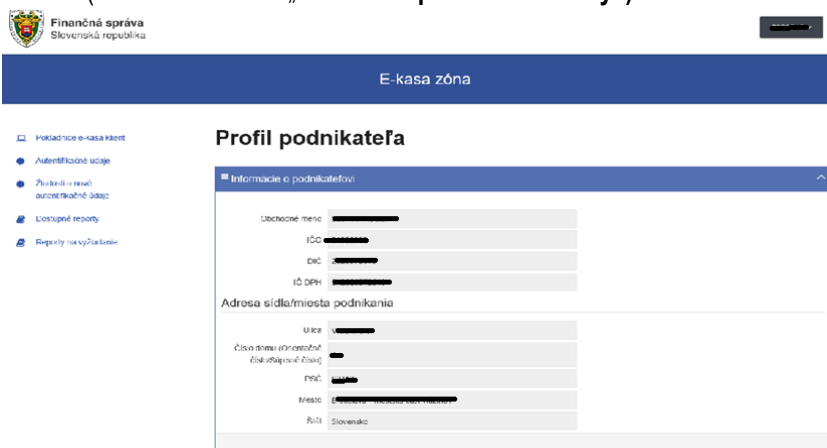 Finančná správa
Slovenská republika
E-kasa zóna
Pokladnice e-kasa klient
Autentifikačné údaje
Žiadosti o nové
autentifikačné údaje
Dostupné reporty
Reporty na vyžiadanie
Profil podnikateľa
Informácie o podnikateľovi
Obchodné meno
IČO
DIČ
IČ DPH
Adresa sídla/miesta podnikania
Ulica
Číslo domu (Orientačné
číslo/Súpisné číslo)
PSČ
Mesto
Štát Slovensko